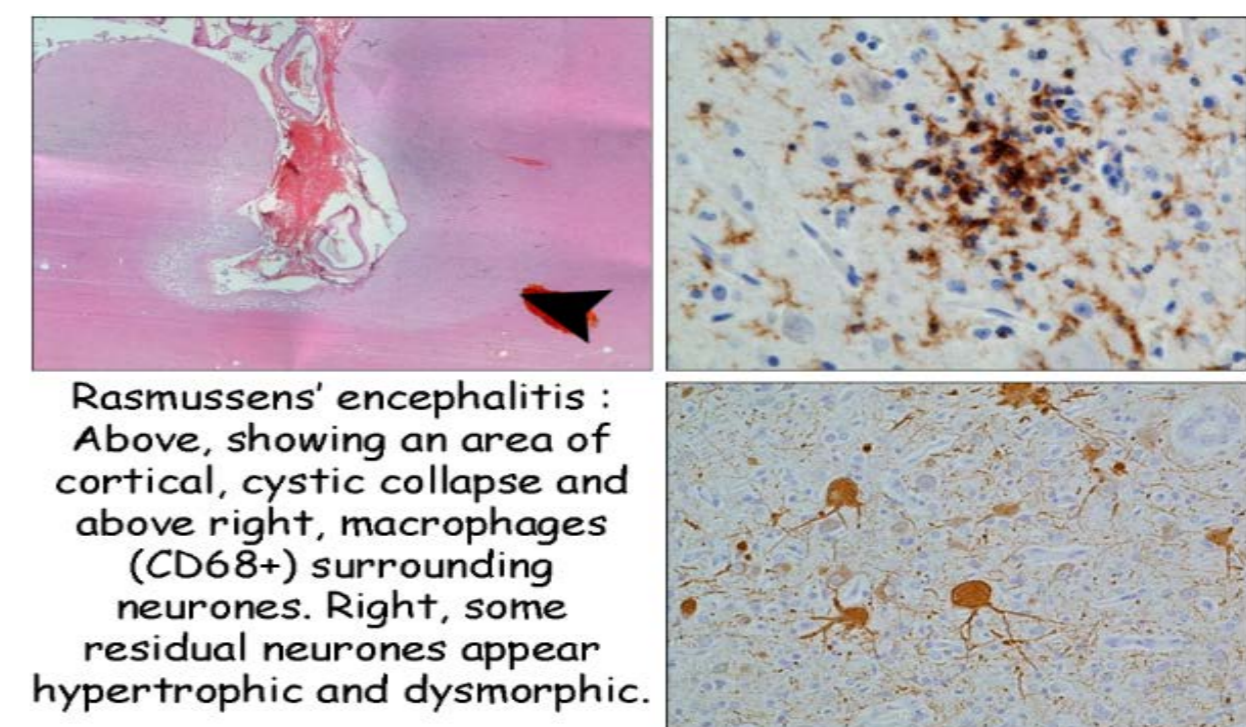 Rasmussens' encephalitis :
Above, showing an area of
cortical, cystic collapse and
above right, macrophages
(CD68+) surrounding
neurones. Right, some
residual neurones appear
hypertrophic and dysmorphic.